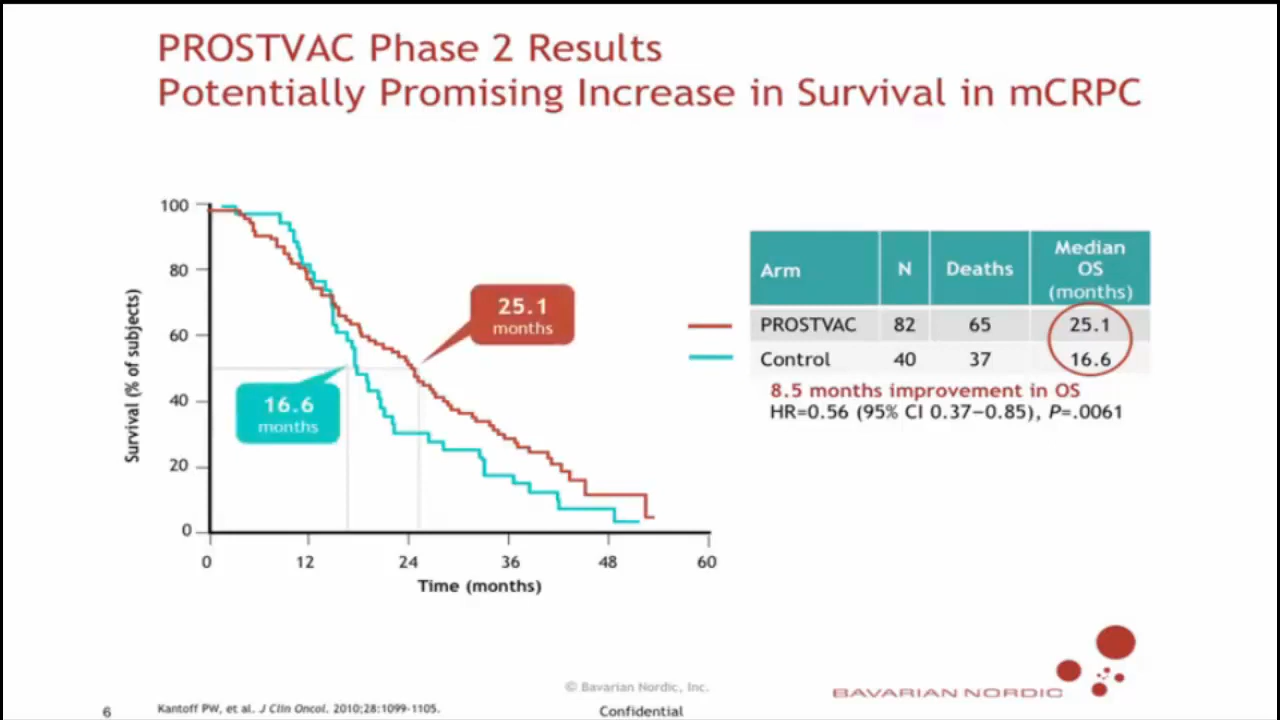 PROSTVAC Phase 2 Results
Potentially Promising Increase in Survival in mCRPC
Survival (% of subjects)
100
80
60
40
20
0
0 12 24 36 48 60
Time (months)
25.1
months
16.6
months
Arm N Deaths Median OS (months)
PROSTVAC 82 65 25.1
Control 40 37 16.6
8.5 months improvement in OS
HR=0.56 (95% CI 0.37–0.85), P=.0061
© Bavarian Nordic, Inc.
BAVARIAN NORDIC
6
Kantoff PW, et al. J Clin Oncol. 2010;28:1099-1105.
Confidential